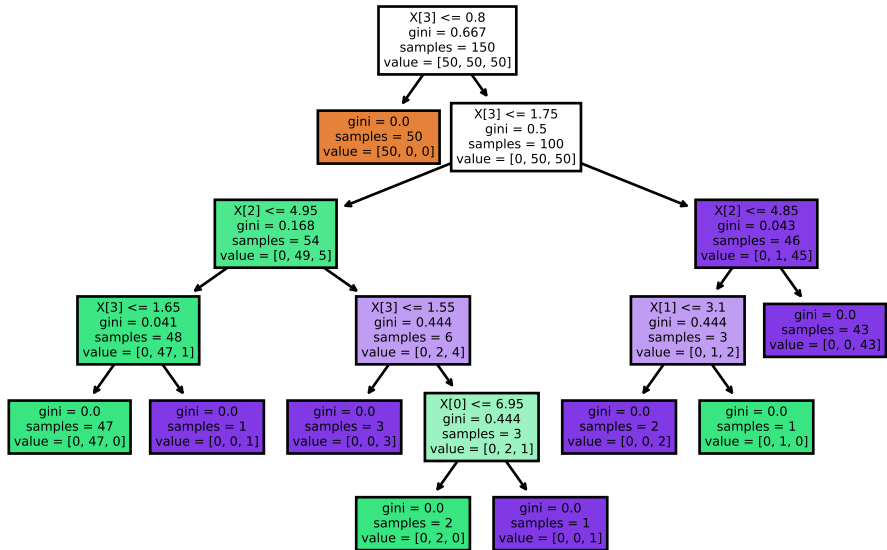 X[3] <= 0.8
gini = 0.667
samples = 150
value = [50, 50, 50]
gini = 0.0
samples = 50
value = [50, 0, 0]
X[3] <= 1.75
gini = 0.5
samples = 100
value = [0, 50, 50]
X[2] <= 4.95
gini = 0.168
samples = 54
value = [0, 49, 5]
X[2] <= 4.85
gini = 0.043
samples = 46
value = [0, 1, 45]
X[3] <= 1.65
gini = 0.041
samples = 48
value = [0, 47, 1]
X[3] <= 1.55
gini = 0.444
samples = 6
value = [0, 2, 4]
X[1] <= 3.1
gini = 0.444
samples = 3
value = [0, 1, 2]
gini = 0.0
samples = 43
value = [0, 0, 43]
gini = 0.0
samples = 47
value = [0, 47, 0]
gini = 0.0
samples = 1
value = [0, 0, 1]
gini = 0.0
samples = 3
value = [0, 0, 3]
X[0] <= 6.95
gini = 0.444
samples = 3
value = [0, 2, 1]
gini = 0.0
samples = 2
value = [0, 0, 2]
gini = 0.0
samples = 1
value = [0, 1, 0]
gini = 0.0
samples = 2
value = [0, 2, 0]
gini = 0.0
samples = 1
value = [0, 0, 1]